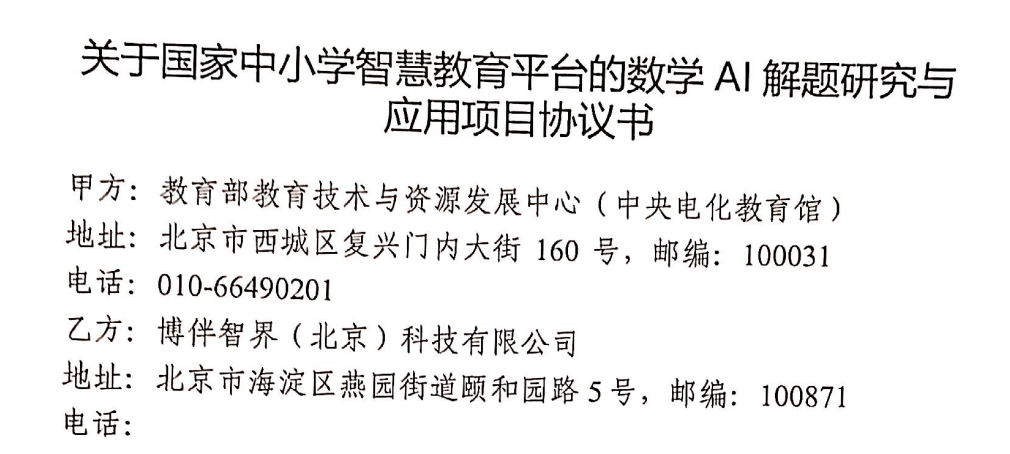 关于国家中小学智慧教育平台的数学 AI 解题研究与
应用项目协议书
甲方：教育部教育技术与资源发展中心（中央电化教育馆）
地址：北京市西城区复兴门内大街 160 号，邮编：100031
电话：010-66490201
乙方：博伴智界（北京）科技有限公司
地址：北京市海淀区燕园街道颐和园路 5 号，邮编：100871
电话：